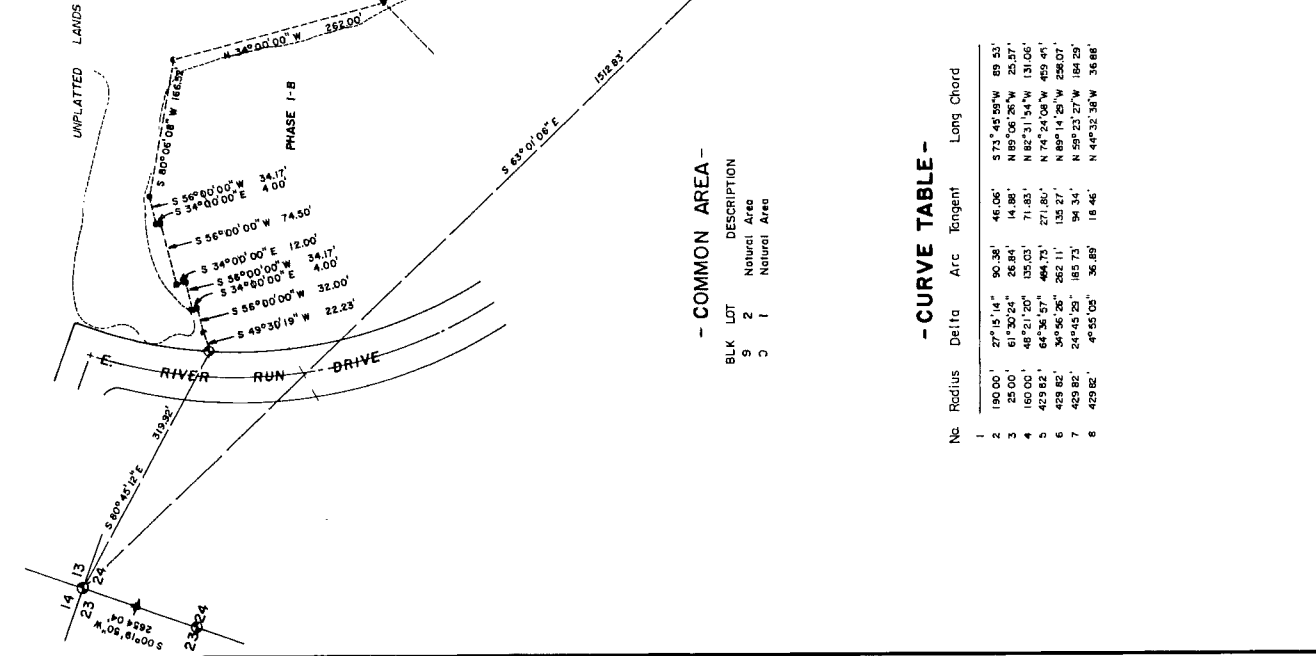 UNPLATTED LANDS
N 34°00'00" W 262.00'
S 80°06'08" W 166.52'
PHASE 1-B
S 56°00'00" W 34.17'
S 34°00'00" E 4.00'
S 56°00'00" W 74.50'
S 34°00'00" E 12.00'
S 56°00'00" W 34.17'
S 34°00'00" E 4.00'
S 56°00'00" W 32.00'
S 49°30'19" W 22.23'
E. RIVER RUN DRIVE
319.92'
S 80°45'12" E
1512.83'
S 63°01'06" E
14 13
23 24
S 00°19'50" W
2654.04'
23 24
- COMMON AREA -
BLK LOT DESCRIPTION
9 2 Natural Area
1 Natural Area
- CURVE TABLE -
No. Radius Delta Arc Tangent Long Chord
1
2 190.00' 27°15'14" 90.38' 46.06' S 73°45'59"W 89.53'
3 25.00' 61°30'24" 26.84' 14.88' N 89°06'26"W 25.57'
4 160.00' 48°21'20" 135.03' 71.83' N 82°31'54"W 131.06'
5 429.82' 64°36'57" 484.73' 271.80' N 74°24'08"W 459.45'
6 429.82' 34°56'26" 262.11' 135.27' N 89°14'29"W 258.07'
7 429.82' 24°45'29" 185.73' 94.34' N 59°23'27"W 184.29'
8 429.82' 4°55'05" 36.89' 18.46' N 44°32'38"W 36.88'